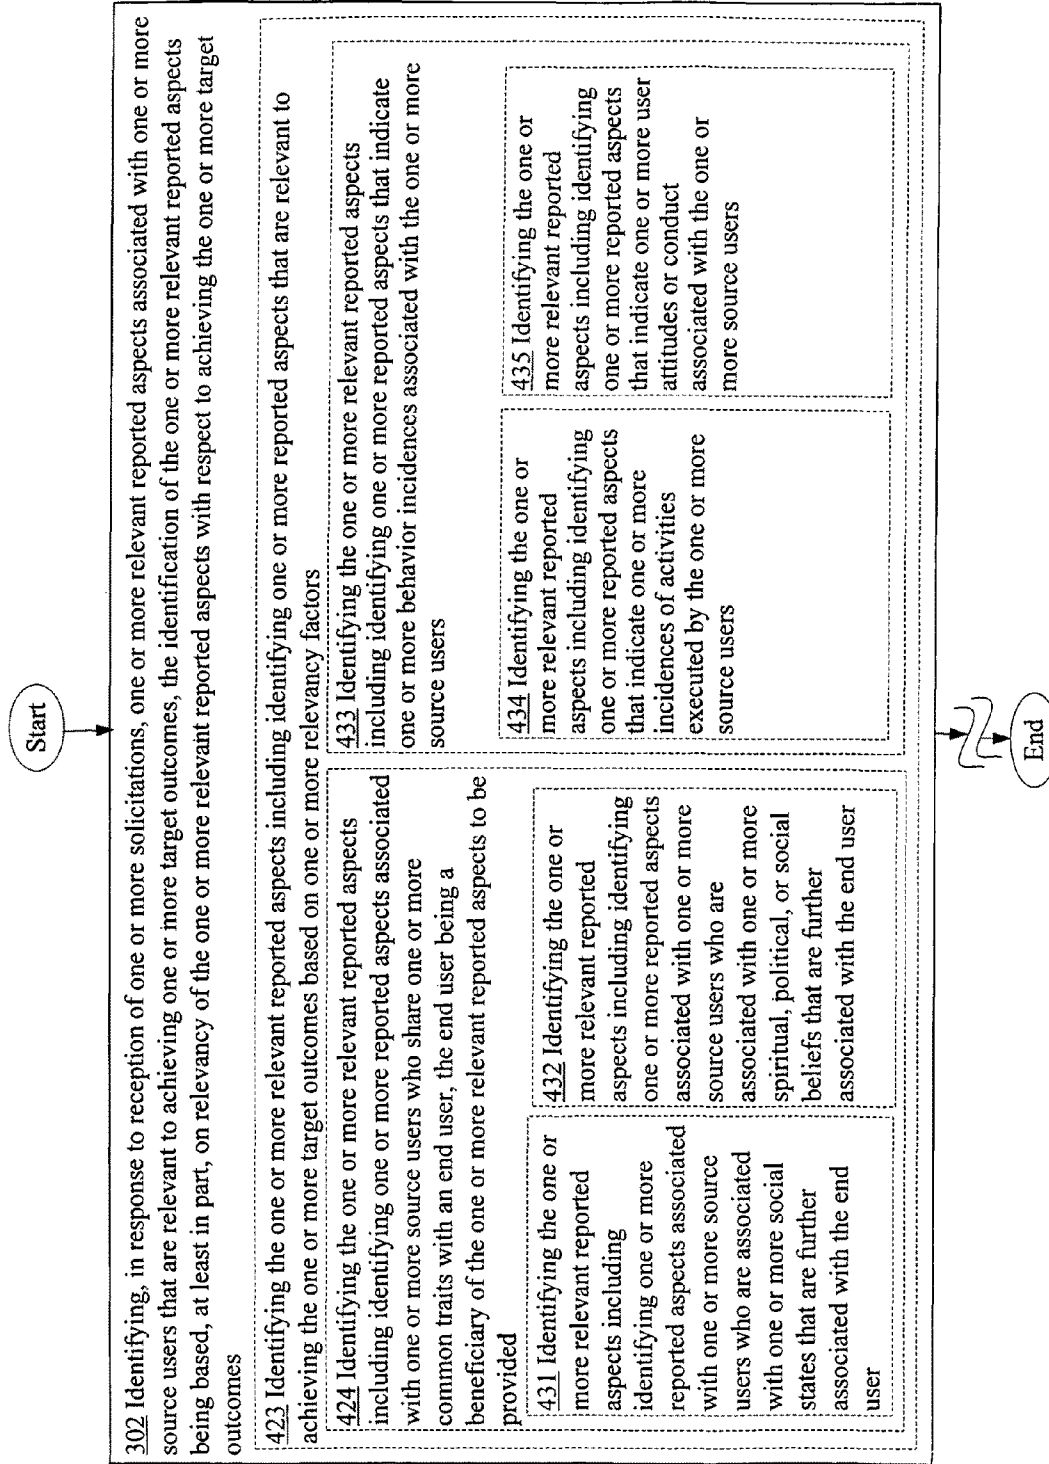 Start
302 Identifying, in response to reception of one or more solicitations, one or more relevant reported aspects associated with one or more
source users that are relevant to achieving one or more target outcomes, the identification of the one or more relevant reported aspects
being based, at least in part, on relevancy of the one or more relevant reported aspects with respect to achieving the one or more target
outcomes
423 Identifying the one or more relevant reported aspects including identifying one or more reported aspects that are relevant to
achieving the one or more target outcomes based on one or more relevancy factors
424 Identifying the one or more relevant reported aspects
including identifying one or more reported aspects associated
with one or more source users who share one or more
common traits with an end user, the end user being a
beneficiary of the one or more relevant reported aspects to be
provided
431 Identifying the one or
more relevant reported
aspects including
identifying one or more
reported aspects associated
with one or more source
users who are associated
with one or more social
states that are further
associated with the end
user
432 Identifying the one or
more relevant reported
aspects including identifying
one or more reported aspects
associated with one or more
source users who are
associated with one or more
spiritual, political, or social
beliefs that are further
associated with the end user
433 Identifying the one or more relevant reported aspects
including identifying one or more reported aspects that indicate
one or more behavior incidences associated with the one or more
source users
434 Identifying the one or
more relevant reported
aspects including identifying
one or more reported aspects
that indicate one or more
incidences of activities
executed by the one or more
source users
435 Identifying the one or
more relevant reported
aspects including identifying
one or more reported aspects
that indicate one or more user
attitudes or conduct
associated with the one or
more source users
End